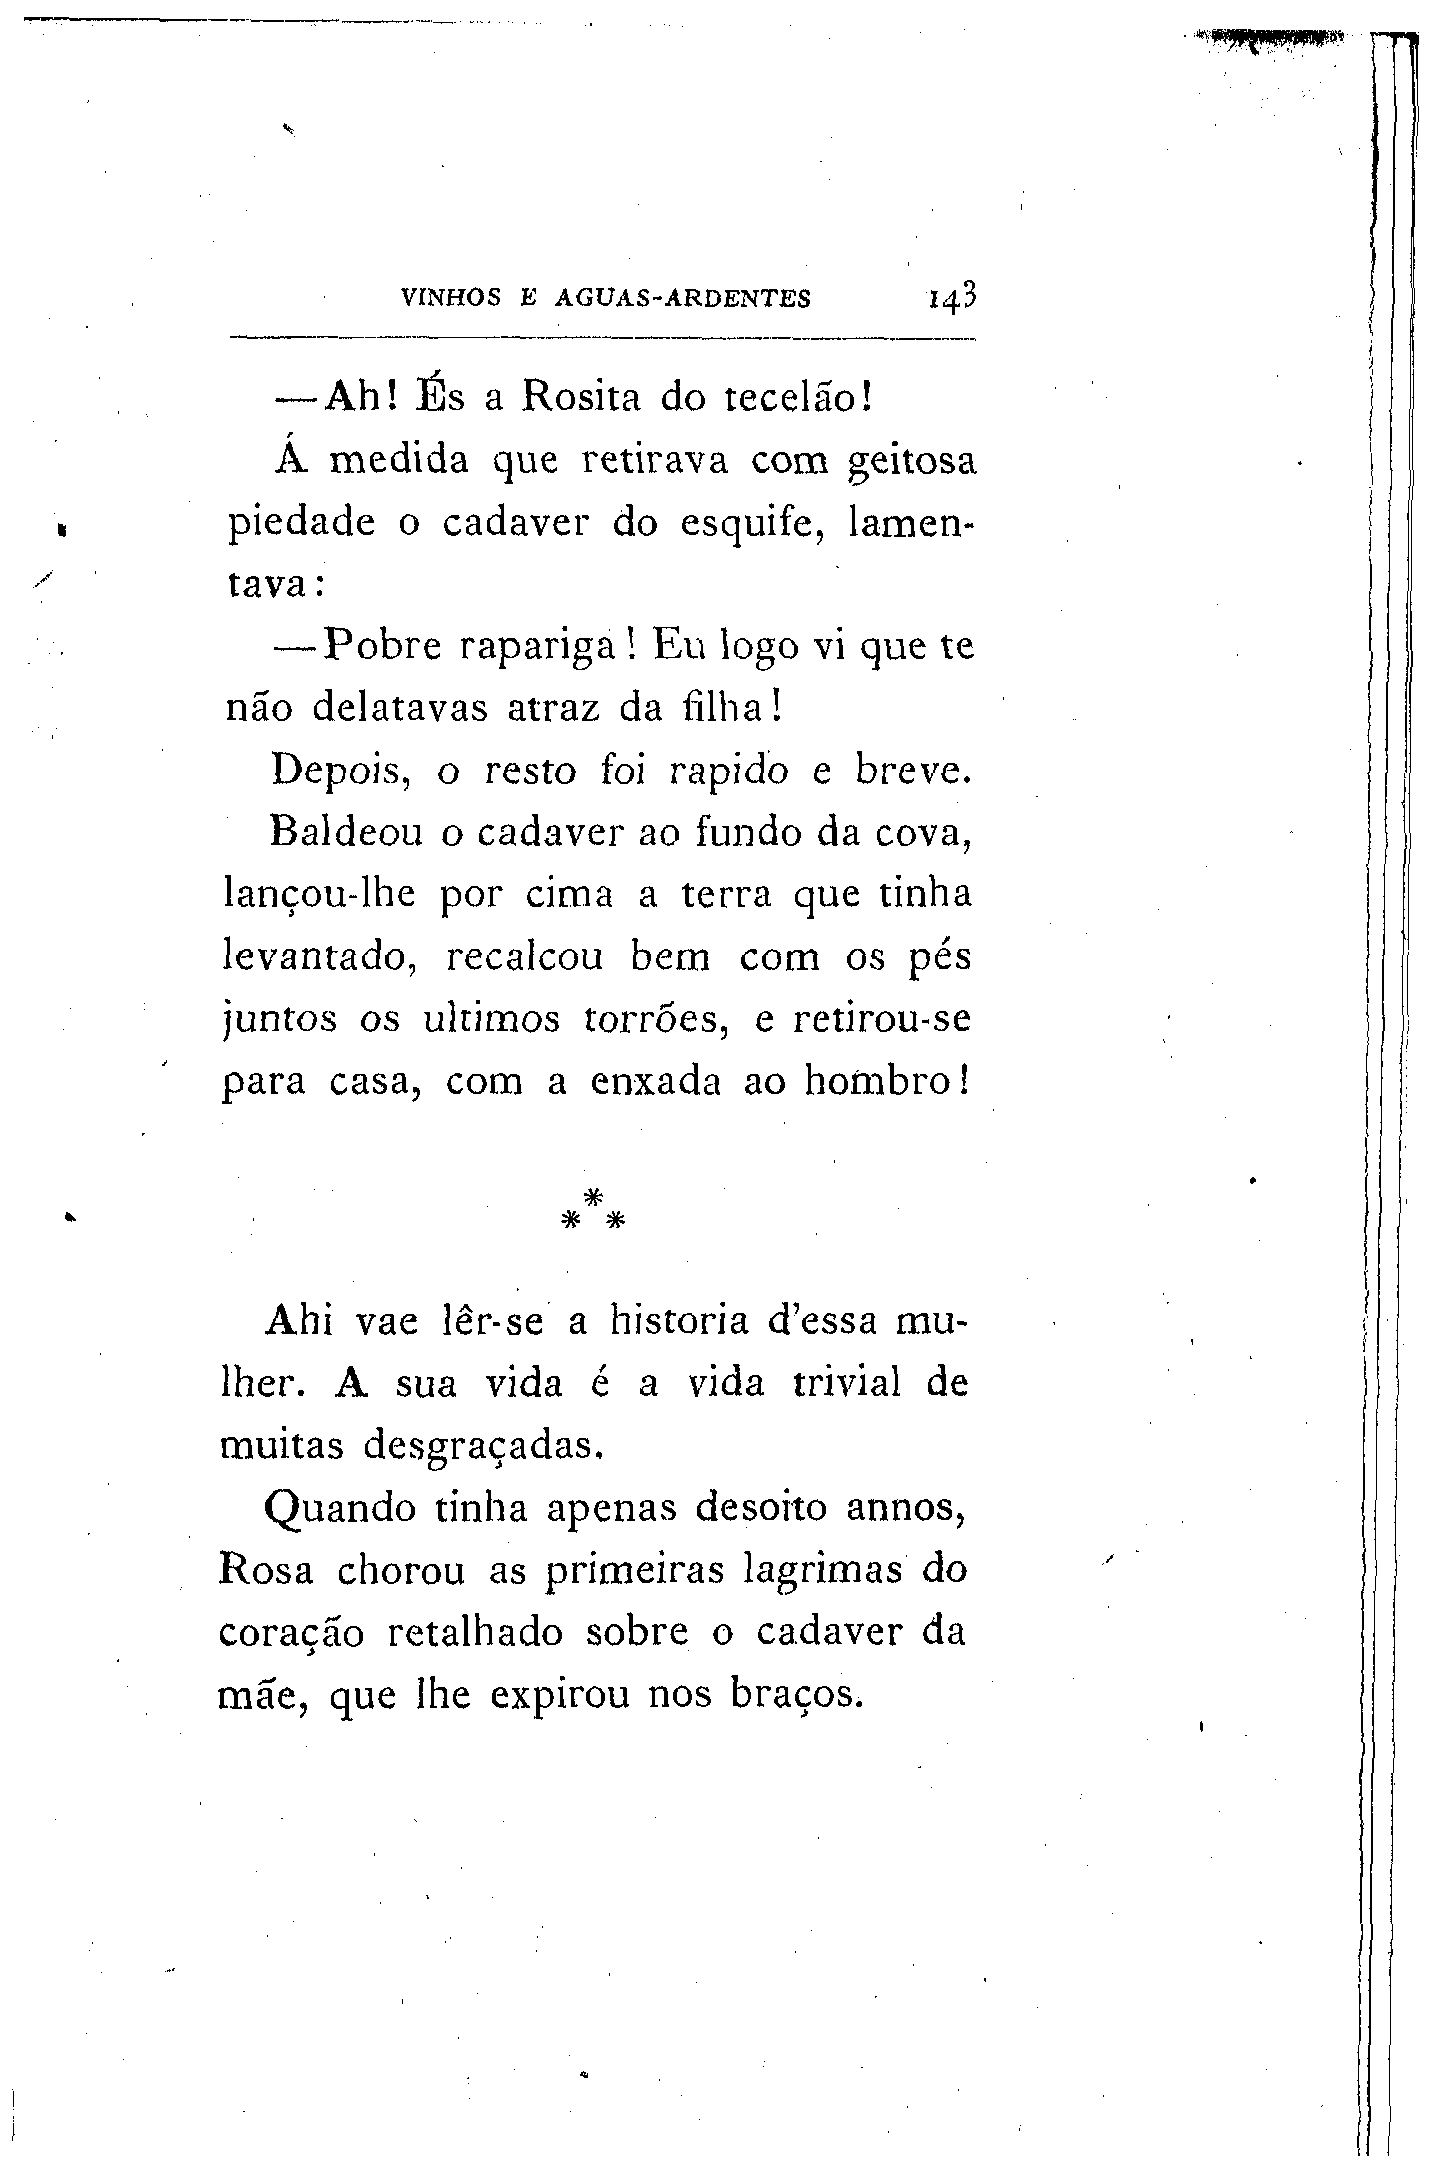 VINHOS E AGUAS-ARDENTES 143
—Ah! És a Rosita do tecelão!
Á medida que retirava com geitosa
piedade o cadaver do esquife, lamen-
tava:
—Pobre rapariga! Eu logo vi que te
não delatavas atraz da filha!
Depois, o resto foi rapido e breve.
Baldeou o cadaver ao fundo da cova,
lançou-lhe por cima a terra que tinha
levantado, recalcou bem com os pés
juntos os ultimos torrões, e retirou-se
para casa, com a enxada ao hombro!
*
* *
Ahi vae lêr-se a historia d'essa mu-
lher. A sua vida é a vida trivial de
muitas desgraçadas.
Quando tinha apenas desoito annos,
Rosa chorou as primeiras lagrimas do
coração retalhado sobre o cadaver da
mãe, que lhe expirou nos braços.